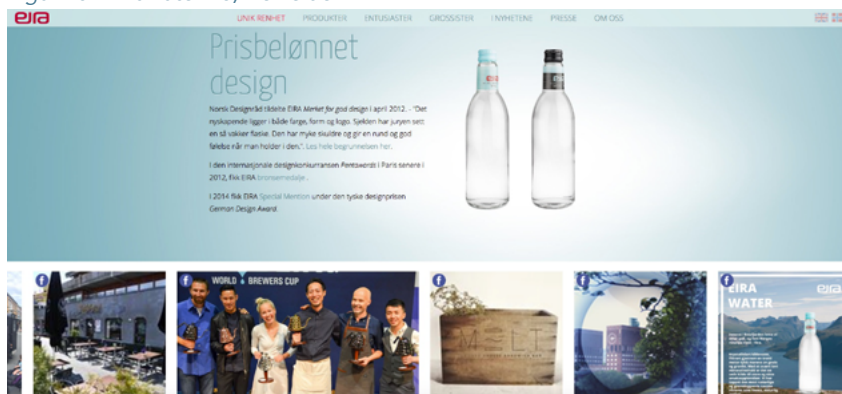 eira
UNIK RENHET PRODUKTER ENTUSIASTER GROSSISTER I NYHETENE PRESSE OM OSS
Prisbelønnet
design
Norsk Designråd tildelte EIRA Merket for god design i april 2012. - "Det
nyskapende ligger i både farge, form og logo. Sjelden har juryen sett
en så vakker flaske. Den har myke skuldre og gir en rund og god
følelse når man holder i den.". Les hele begrunnelsen her.
I den internasjonale designkonkurransen Pentawards i Paris senere i
2012, fikk EIRA bronsemedalje.
I 2014 fikk EIRA Special Mention under den tyske designprisen
German Design Award.
WORLD BREWERS CUP
MELT
EIRA
WATER
eira